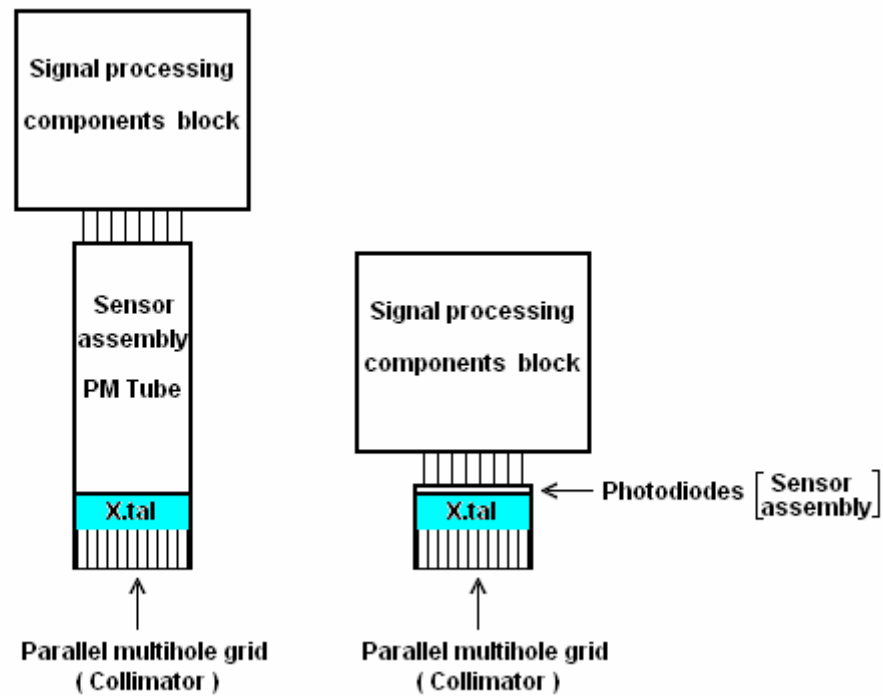 Signal processing
components block
Sensor
assembly
PM Tube
X.tal
Parallel multihole grid
( Collimator )
Signal processing
components block
Photodiodes [Sensor
assembly]
X.tal
Parallel multihole grid
( Collimator )